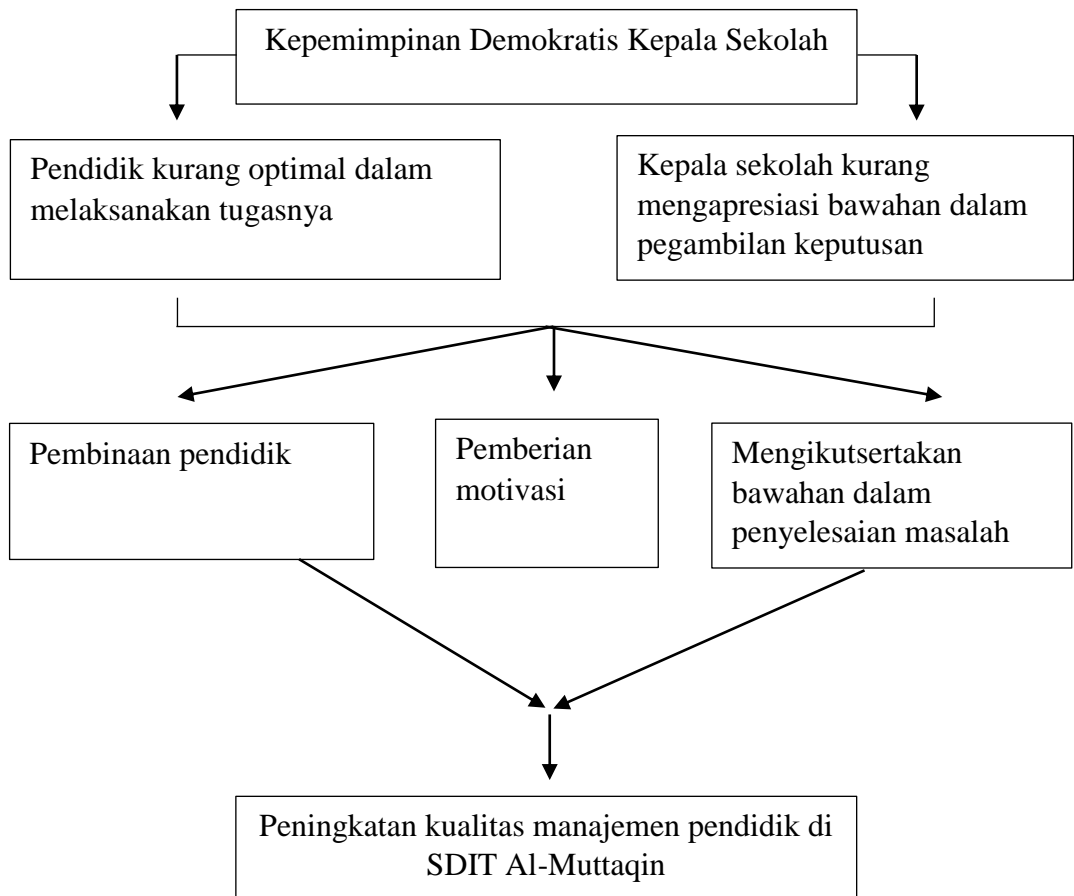 Kepemimpinan Demokratis Kepala Sekolah
Pendidik kurang optimal dalam
melaksanakan tugasnya
Kepala sekolah kurang
mengapresiasi bawahan dalam
pegambilan keputusan
Pembinaan pendidik
Pemberian
motivasi
Mengikutsertakan
bawahan dalam
penyelesaian masalah
Peningkatan kualitas manajemen pendidik di
SDIT Al-Muttaqin